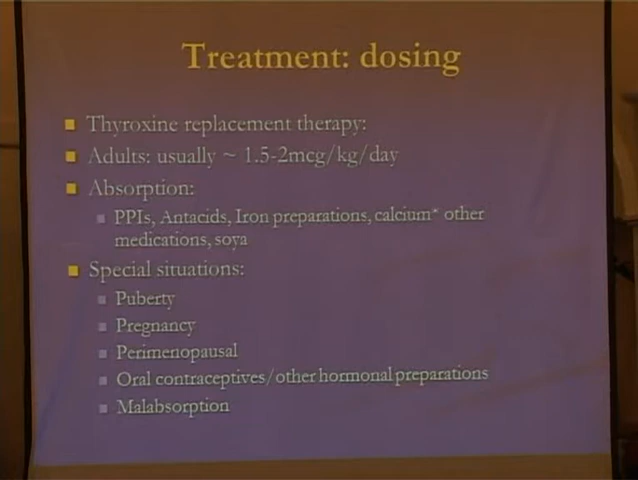 Treatment: dosing
Thyroxine replacement therapy:
Adults: usually ~ 1.5-2mcg/kg/day
Absorption:
PPIs, Antacids, Iron preparations, calcium* other
medications, soya
Special situations:
Puberty
Pregnancy
Perimenopausal
Oral contraceptives/other hormonal preparations
Malabsorption